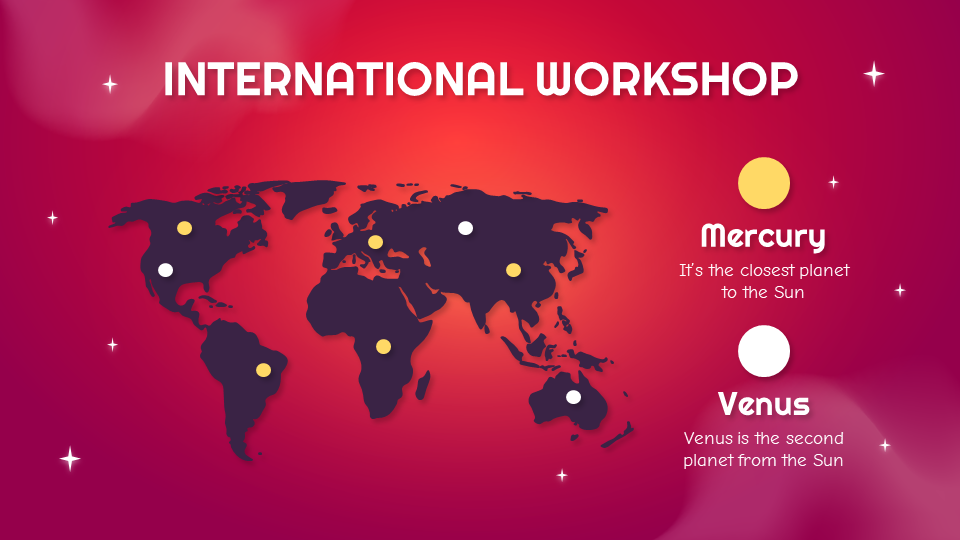 INTERNATIONAL WORKSHOP
Mercury
It's the closest planet
to the Sun
Venus
Venus is the second
planet from the Sun